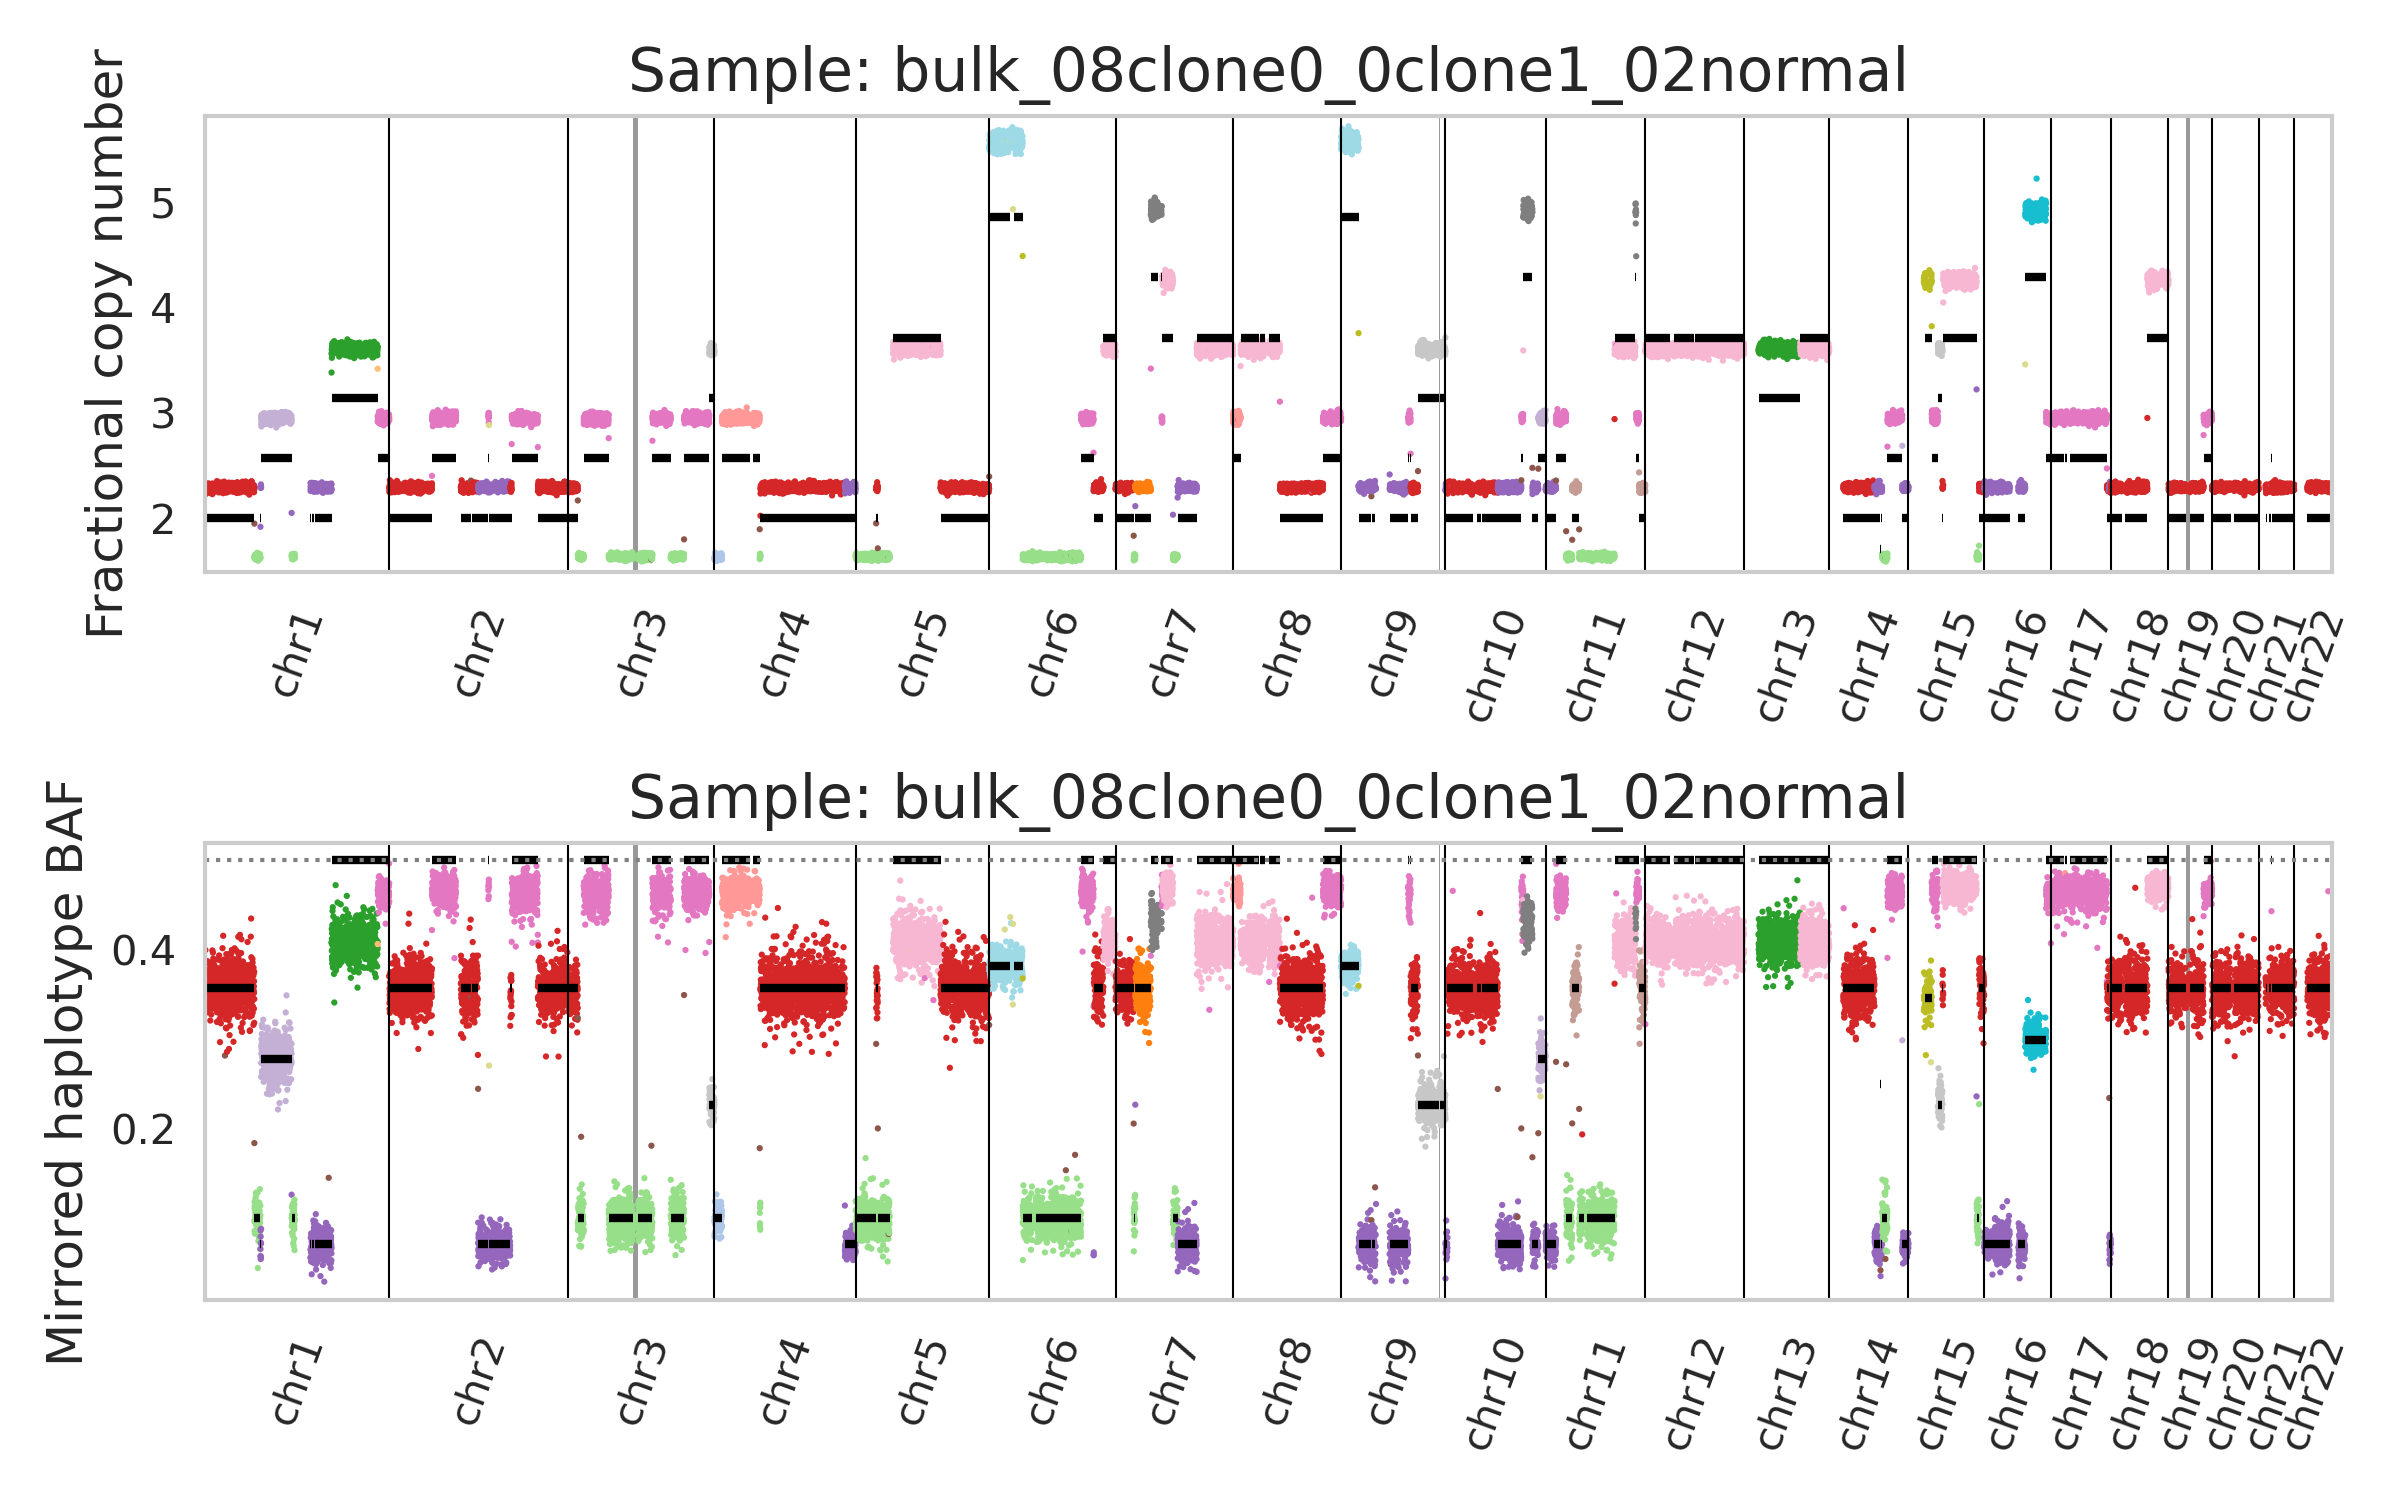 Sample: bulk_08clone0_0clone1_02normal
Fractional copy number
5
4
3
2
chr1
chr2
chr3
chr4
chr5
chr6
chr7
chr8
chr9
chr10
chr11
chr12
chr13
chr14
chr15
chr16
chr17
chr18
chr19
chr20
chr21
chr22
Sample: bulk_08clone0_0clone1_02normal
Mirrored haplotype BAF
0.4
0.2
chr1
chr2
chr3
chr4
chr5
chr6
chr7
chr8
chr9
chr10
chr11
chr12
chr13
chr14
chr15
chr16
chr17
chr18
chr19
chr20
chr21
chr22